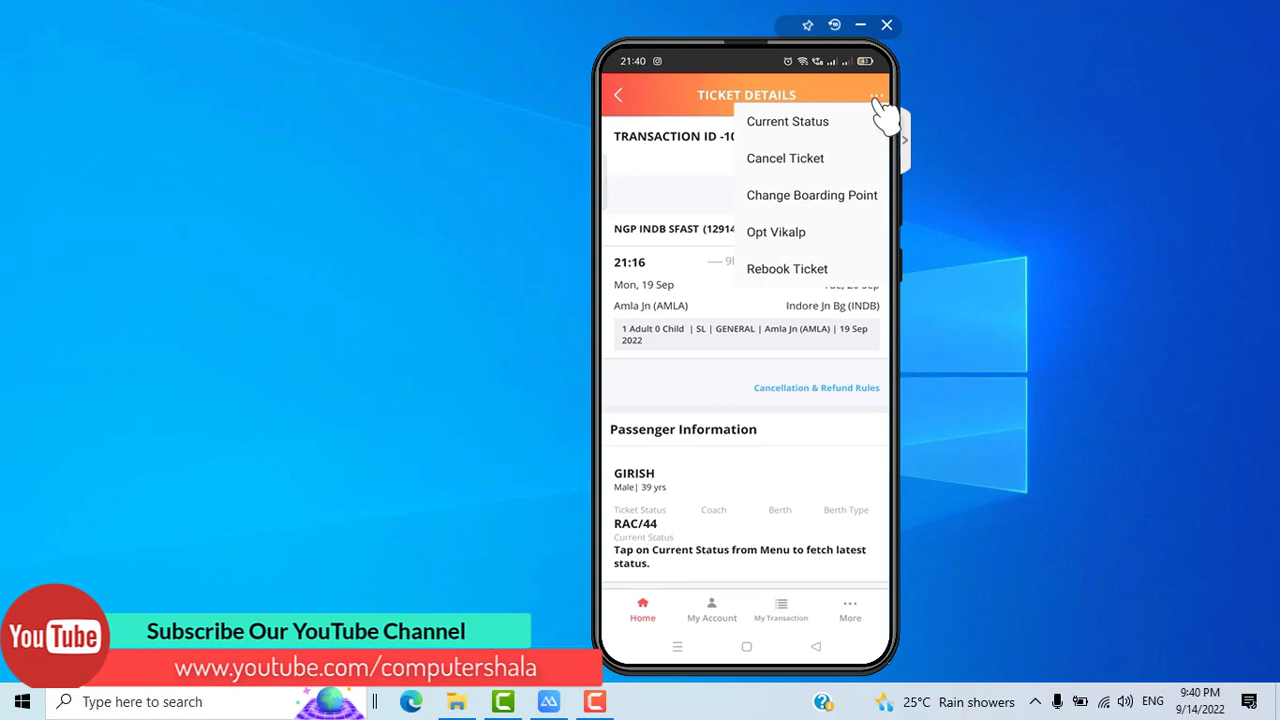 21:40
TICKET DETAILS
Current Status
TRANSACTION ID -10
Cancel Ticket
Change Boarding Point
NGP INDB SFAST (12914
Opt Vikalp
21:16
Rebook Ticket
Mon, 19 Sep
Amla Jn (AMLA)
Indore Jn Bg (INDB)
1 Adult 0 Child | SL | GENERAL | Amla Jn (AMLA) | 19 Sep
2022
Cancellation & Refund Rules
Passenger Information
GIRISH
Male| 39 yrs
Ticket Status Coach Berth Berth Type
RAC/44
Current Status
Tap on Current Status from Menu to fetch latest
status.
Home My Account My Transaction More
YouTube
Subscribe Our YouTube Channel
www.youtube.com/computershala
Type here to search
25°C Rain showers
ENG
9:40 PM
9/14/2022